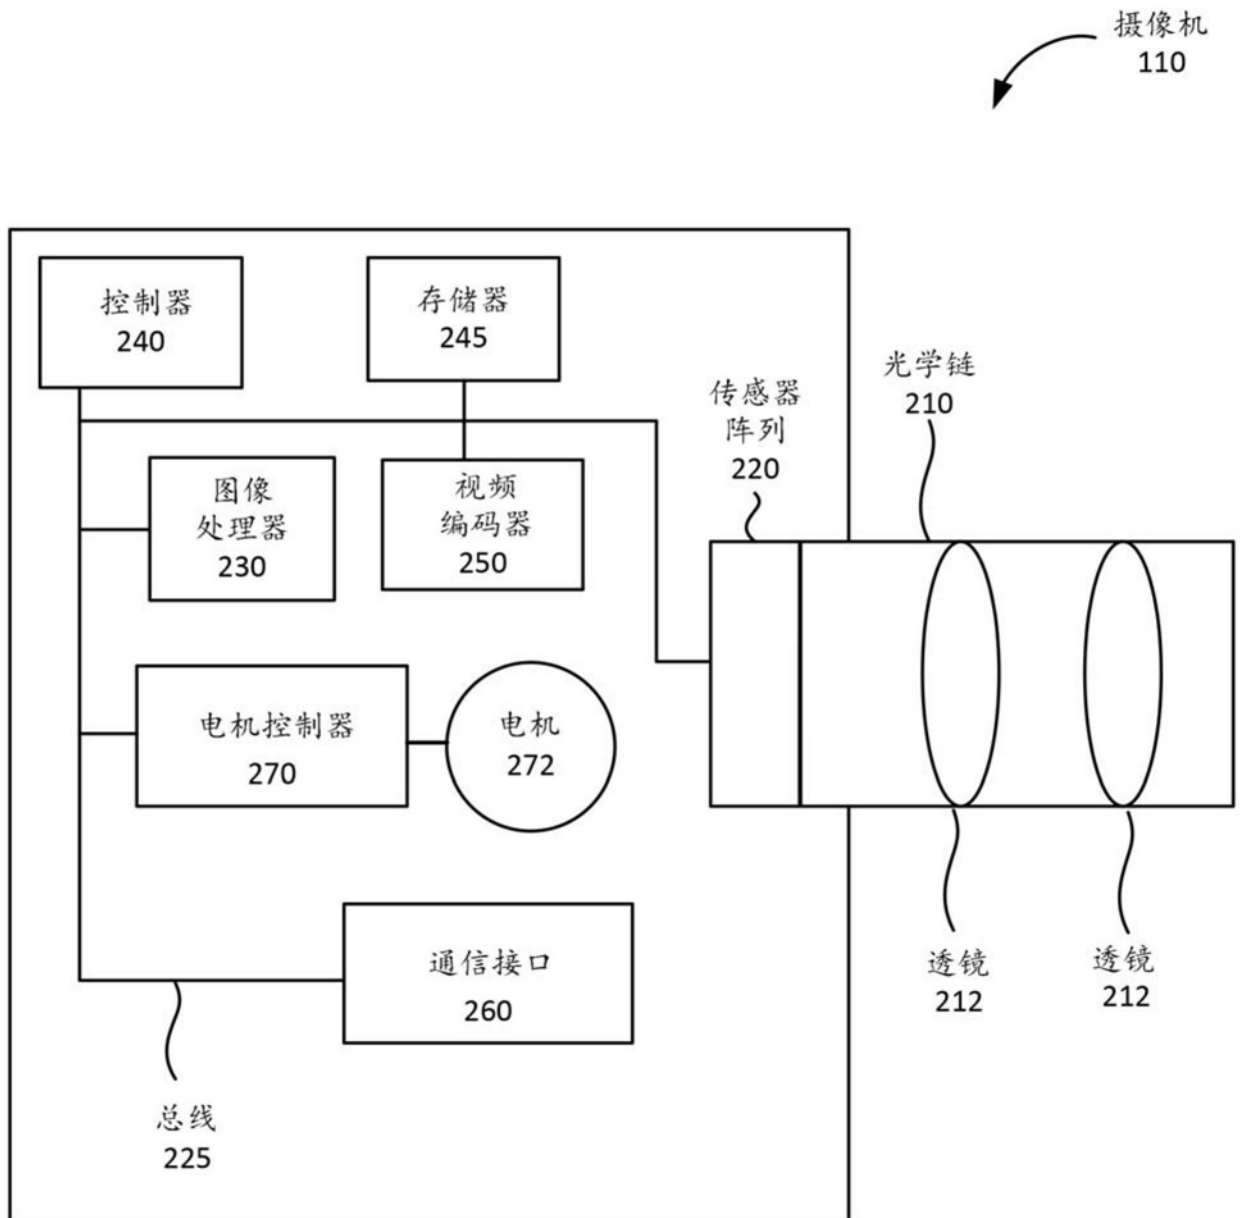 摄像机
110
控制器
240
存储器
245
光学链
210
传感器
阵列
220
图像
处理器
230
视频
编码器
250
电机控制器
270
电机
272
通信接口
260
透镜
212
透镜
212
总线
225